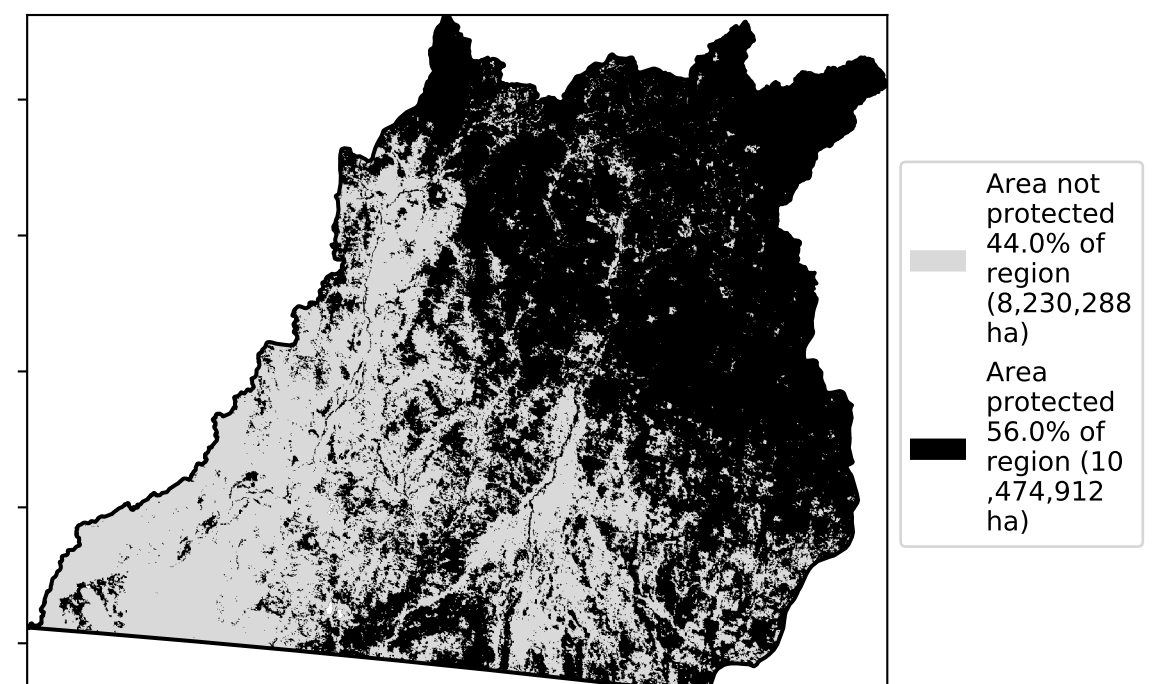 Area not
protected
44.0% of
region
(8,230,288
ha)
Area
protected
56.0% of
region (10
,474,912
ha)